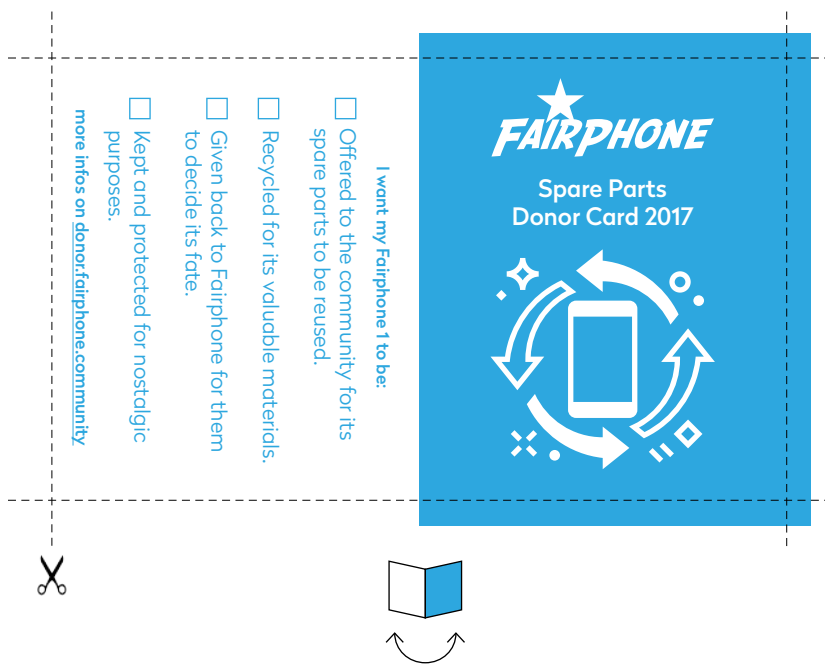 FAIRPHONE
Spare Parts
Donor Card 2017
I want my Fairphone 1 to be:
Offered to the community for its
spare parts to be reused.
Recycled for its valuable materials.
Given back to Fairphone for them
to decide its fate.
Kept and protected for nostalgic
purposes.
more infos on donor.fairphone.community